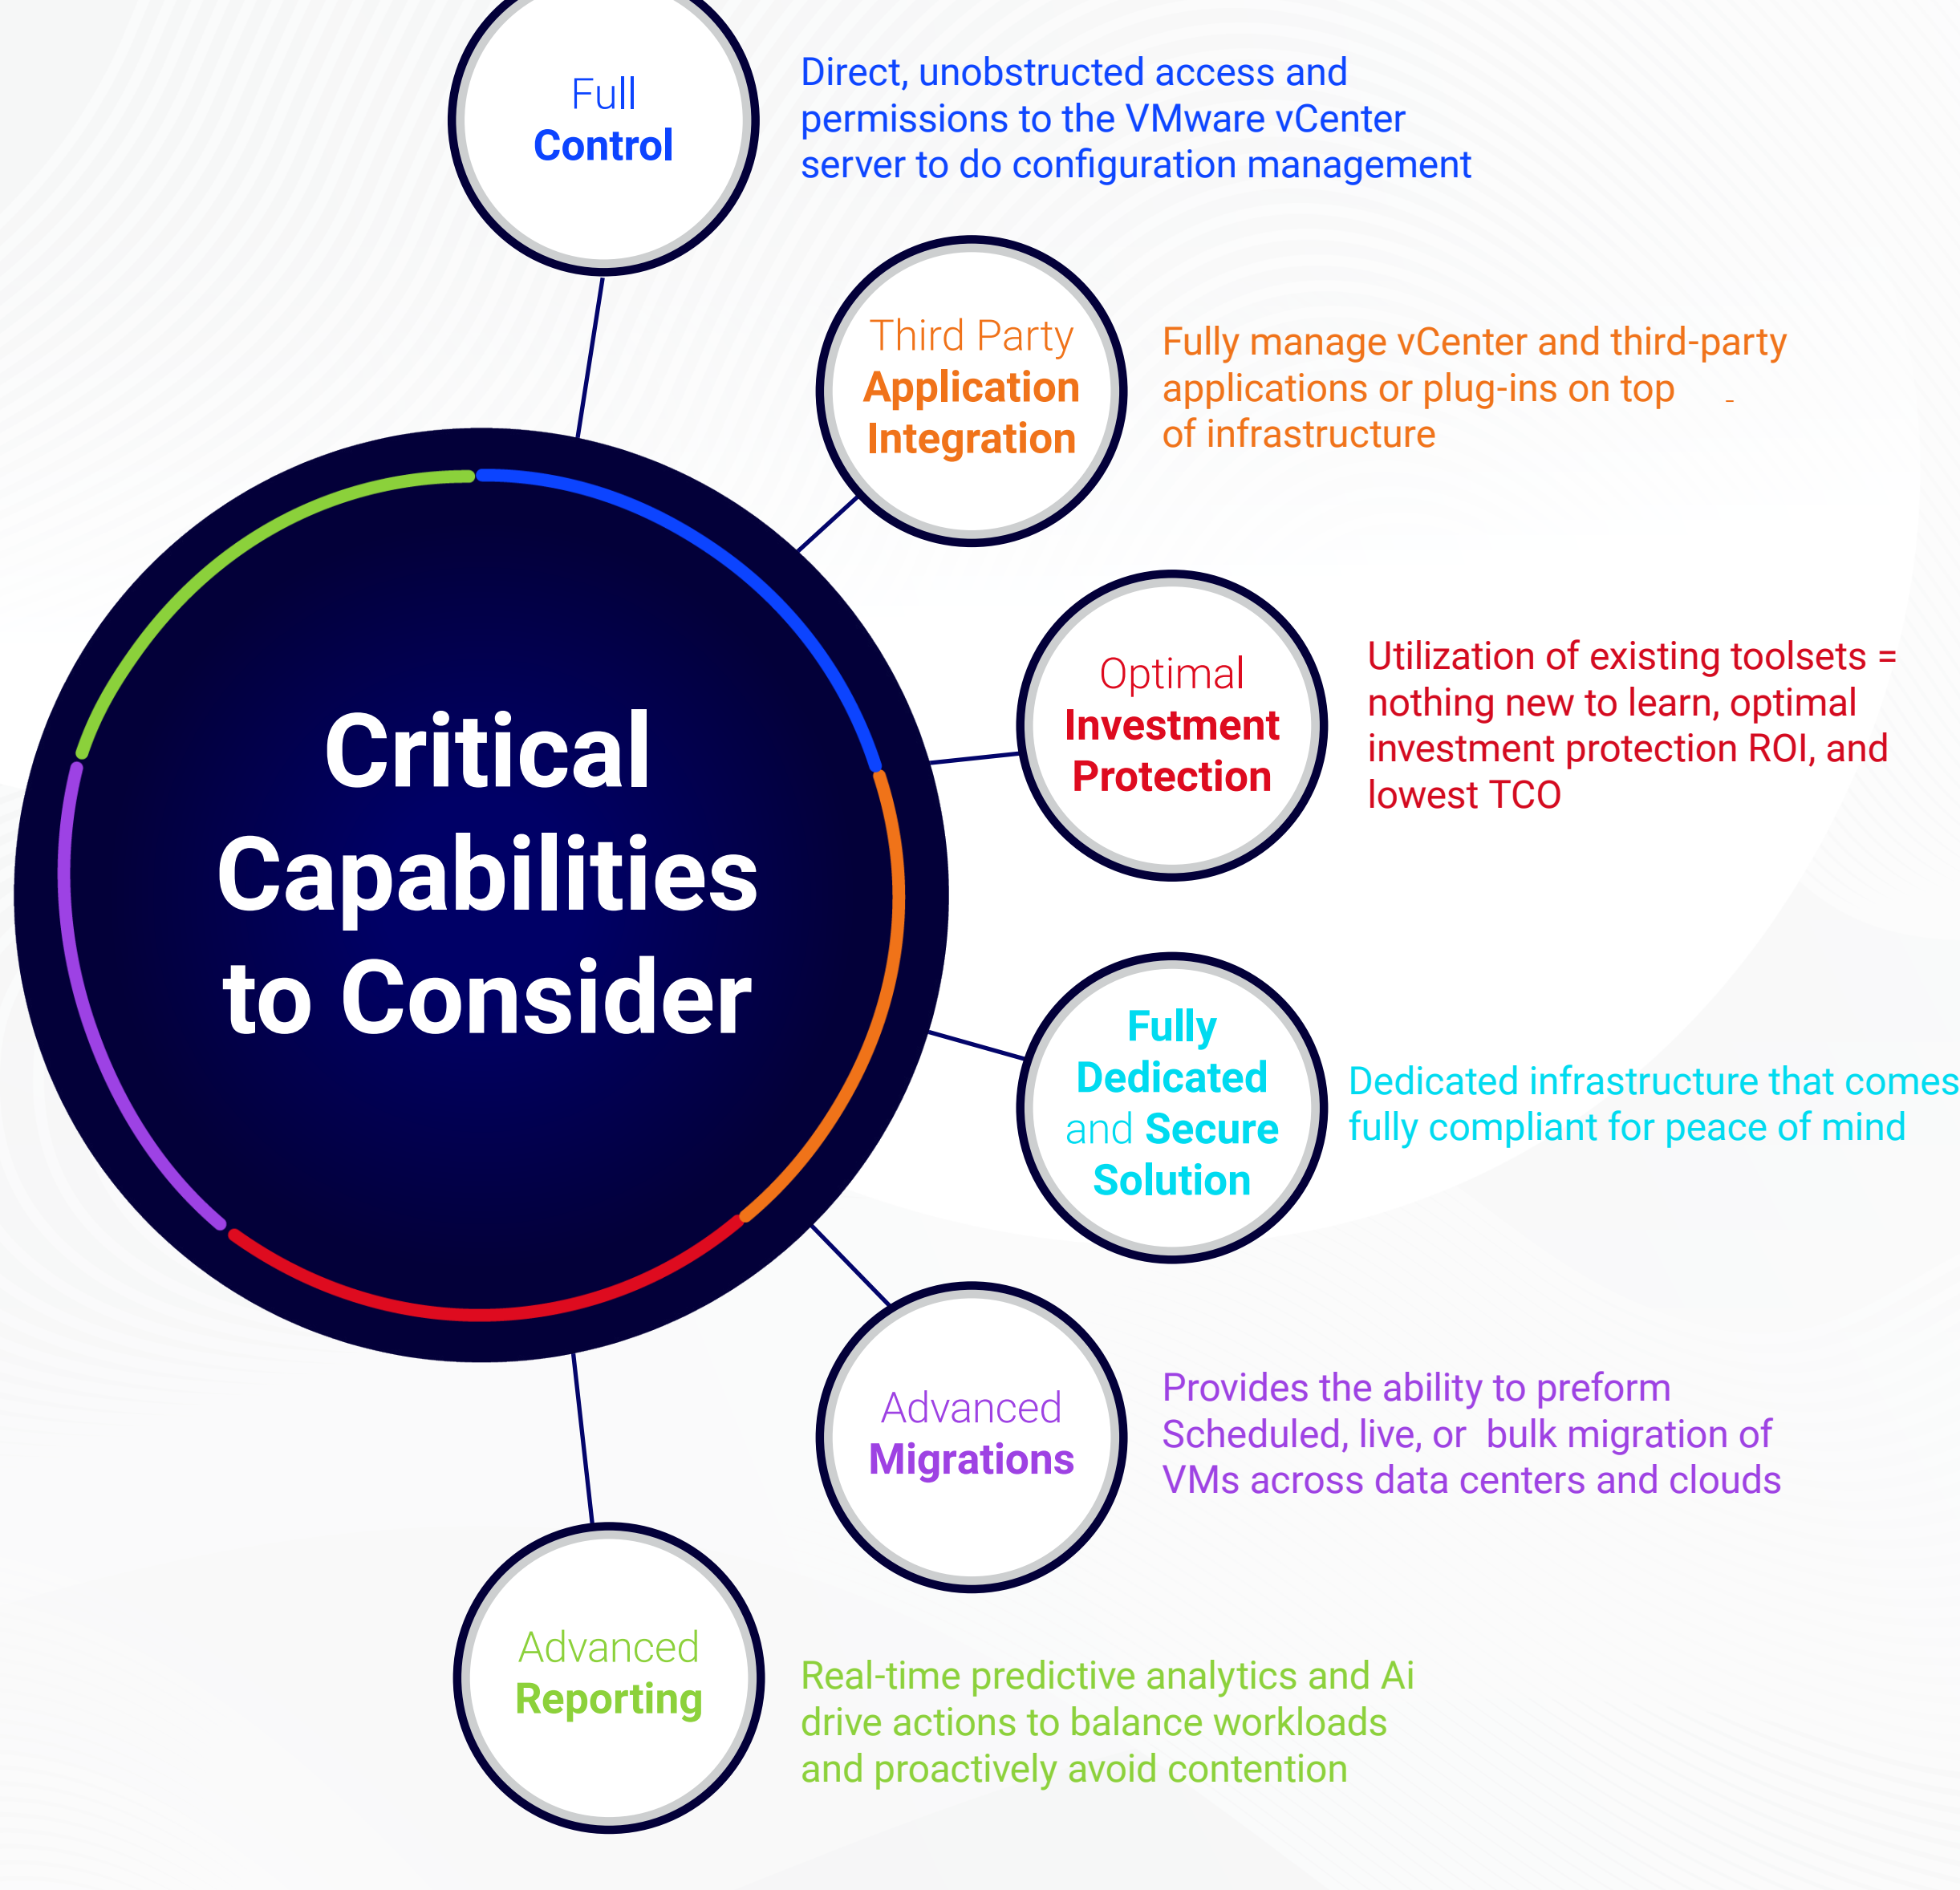 Full
Control
Direct, unobstructed access and
permissions to the VMware vCenter
server to do configuration management
Third Party
Application
Integration
Fully manage vCenter and third-party
applications or plug-ins on top      -
of infrastructure
Optimal
Investment
Protection
Utilization of existing toolsets =
nothing new to learn, optimal
investment protection ROI, and
lowest TCO
Critical
Capabilities
to Consider
Fully
Dedicated
and Secure
Solution
Dedicated infrastructure that comes
fully compliant for peace of mind
Advanced
Migrations
Provides the ability to preform
Scheduled, live, or  bulk migration of
VMs across data centers and clouds
Advanced
Reporting
Real-time predictive analytics and Ai
drive actions to balance workloads
and proactively avoid contention